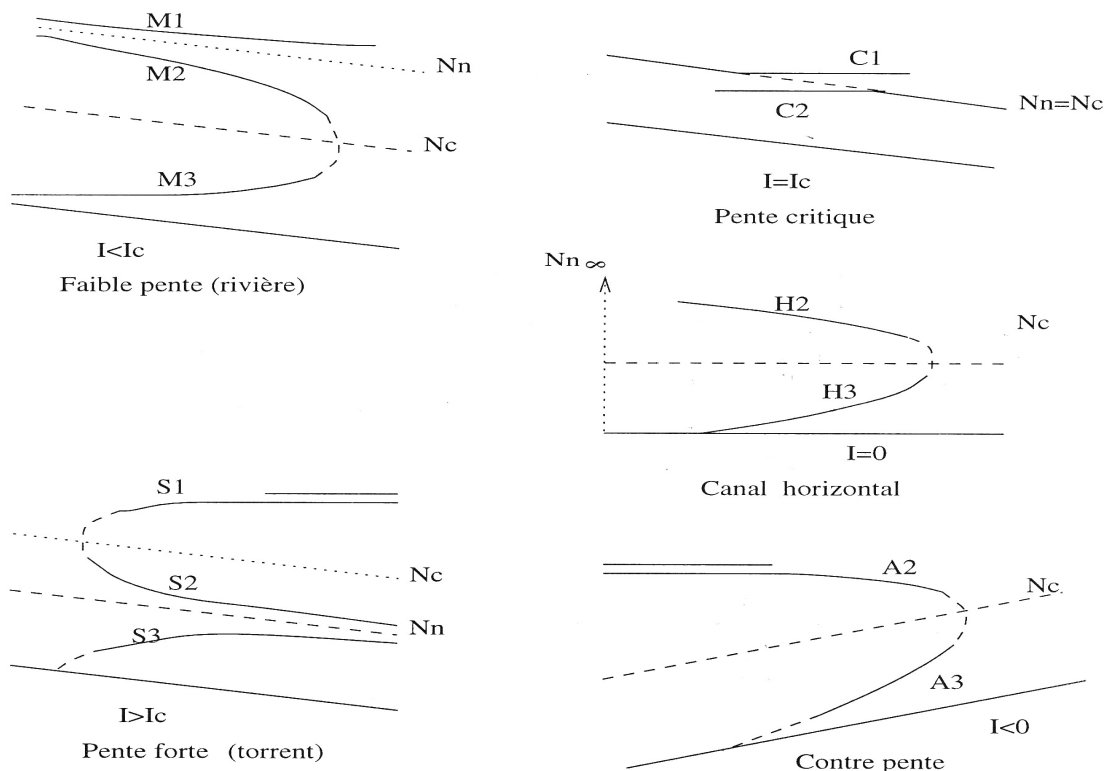 M1
Nn
M2
Nc
M3
I<Ic
Faible pente (rivière)
C1
Nn=Nc
C2
I=Ic
Pente critique
Nn ∞
H2
Nc
H3
I=0
Canal horizontal
S1
Nc
S2
Nn
S3
I>Ic
Pente forte (torrent)
A2
Nc
A3
I<0
Contre pente